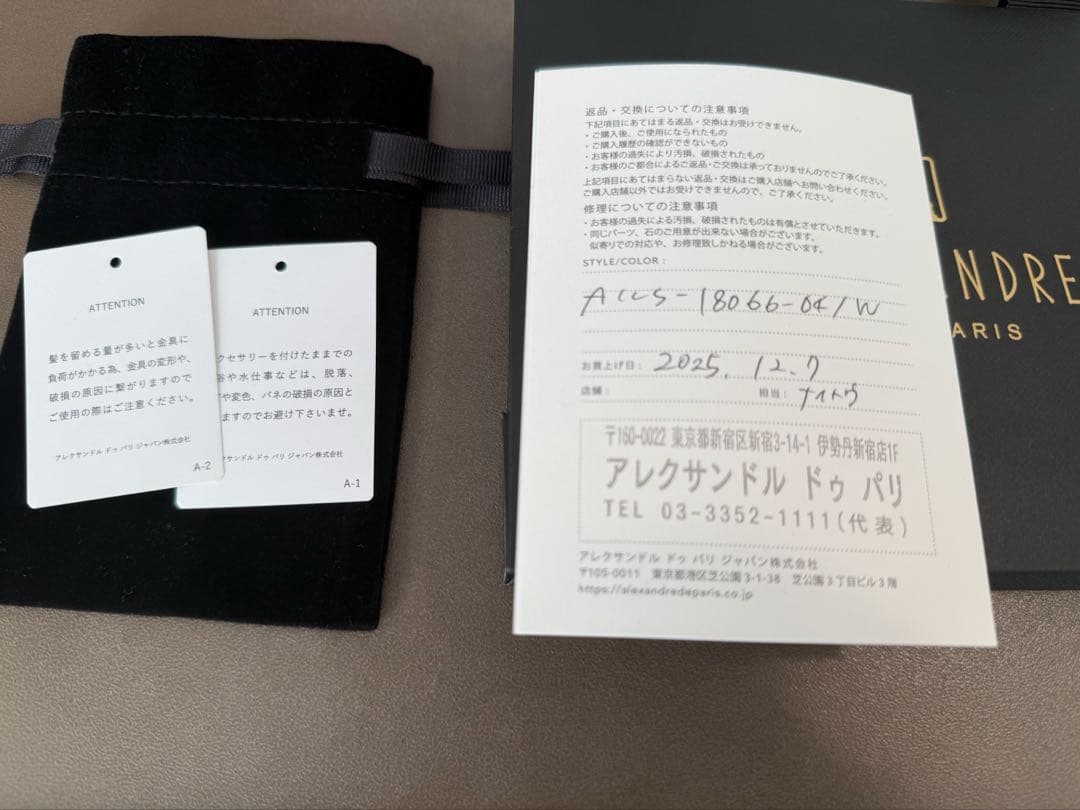 ATTENTION
髪を留める量が多いと金具に
負荷がかかる為、金具の変形や、
破損の原因に繋がりますので
ご使用の際はご注意ください。
アレクサンドル ドゥ パリ ジャパン株式会社
A-2
ATTENTION
クセサリーを付けたままでの
浴や水仕事などは、脱落、
や変色、バネの破損の原因と
ますのでお避け下さいませ。
サンドル ドゥ パリ ジャパン株式会社
A-1
返品・交換についての注意事項
下記項目にあてはまる返品・交換はお受けできません。
・ご購入後、ご使用になられたもの
・ご購入履歴の確認ができないもの
・お客様の過失により汚損、破損されたもの
・お客様のご都合によるご返品・ご交換は承っておりませんのでご了承ください。
上記項目にあてはまらない返品・交換はご購入店舗へお問い合わせください。
ご購入店舗以外ではお受けできませんので、ご了承ください。
修理についての注意事項
・お客様の過失による汚損、破損されたものは有償とさせていただきます。
・同じパーツ、石のご用意が出来ない場合がございます。
似寄りでの対応や、お修理致しかねる場合がございます。
STYLE/COLOR：
18066-04/W
お買上げ日： 2025. 12. 7
店舗： 担当： ナイトウ
〒160-0022 東京都新宿区新宿3-14-1 伊勢丹新宿店1F
アレクサンドル ドゥ パリ
TEL 03-3352-1111(代表)
アレクサンドル ドゥ パリ ジャパン株式会社
〒105-0011 東京都港区芝公園3-1-38 芝公園3丁目ビル3階
https://alexandredeparis.co.jp
NDRE
ARIS